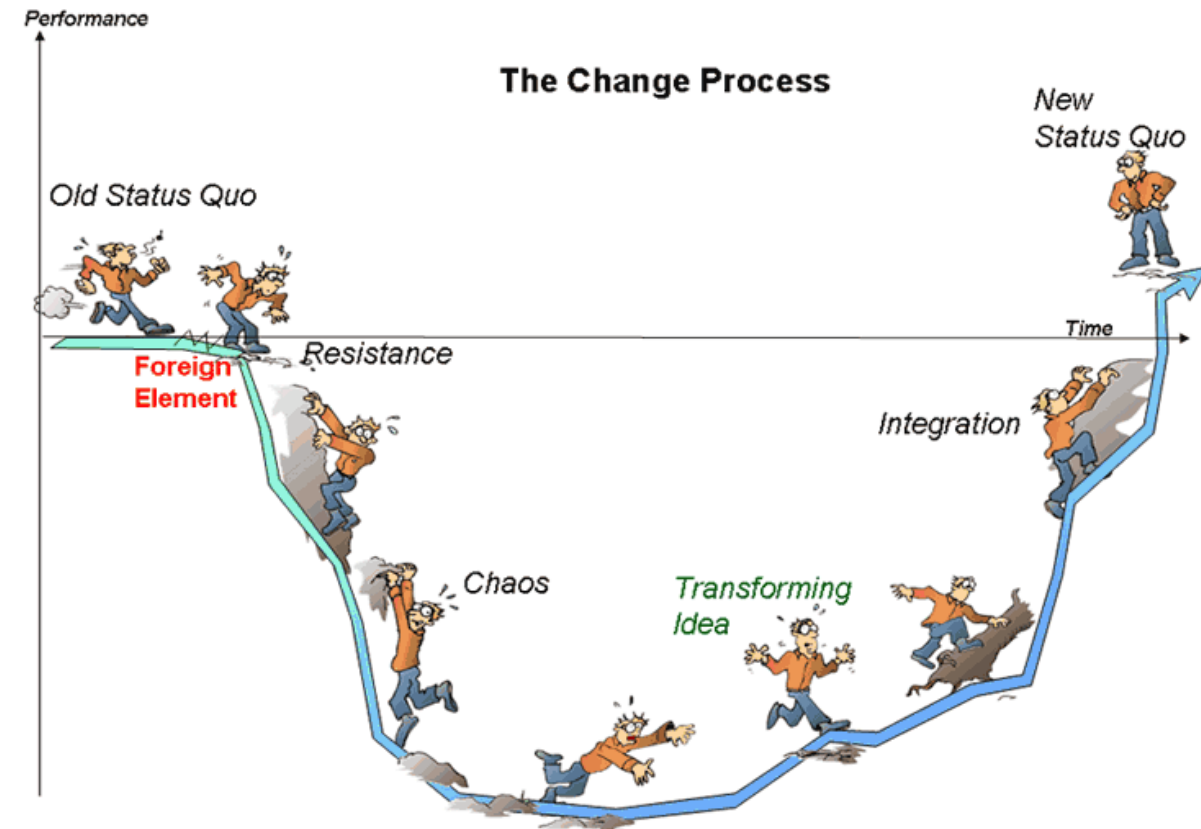 Performance
The Change Process
New
Status Quo
Old Status Quo
Time
Foreign
Element
Resistance
Integration
Chaos
Transforming
Idea